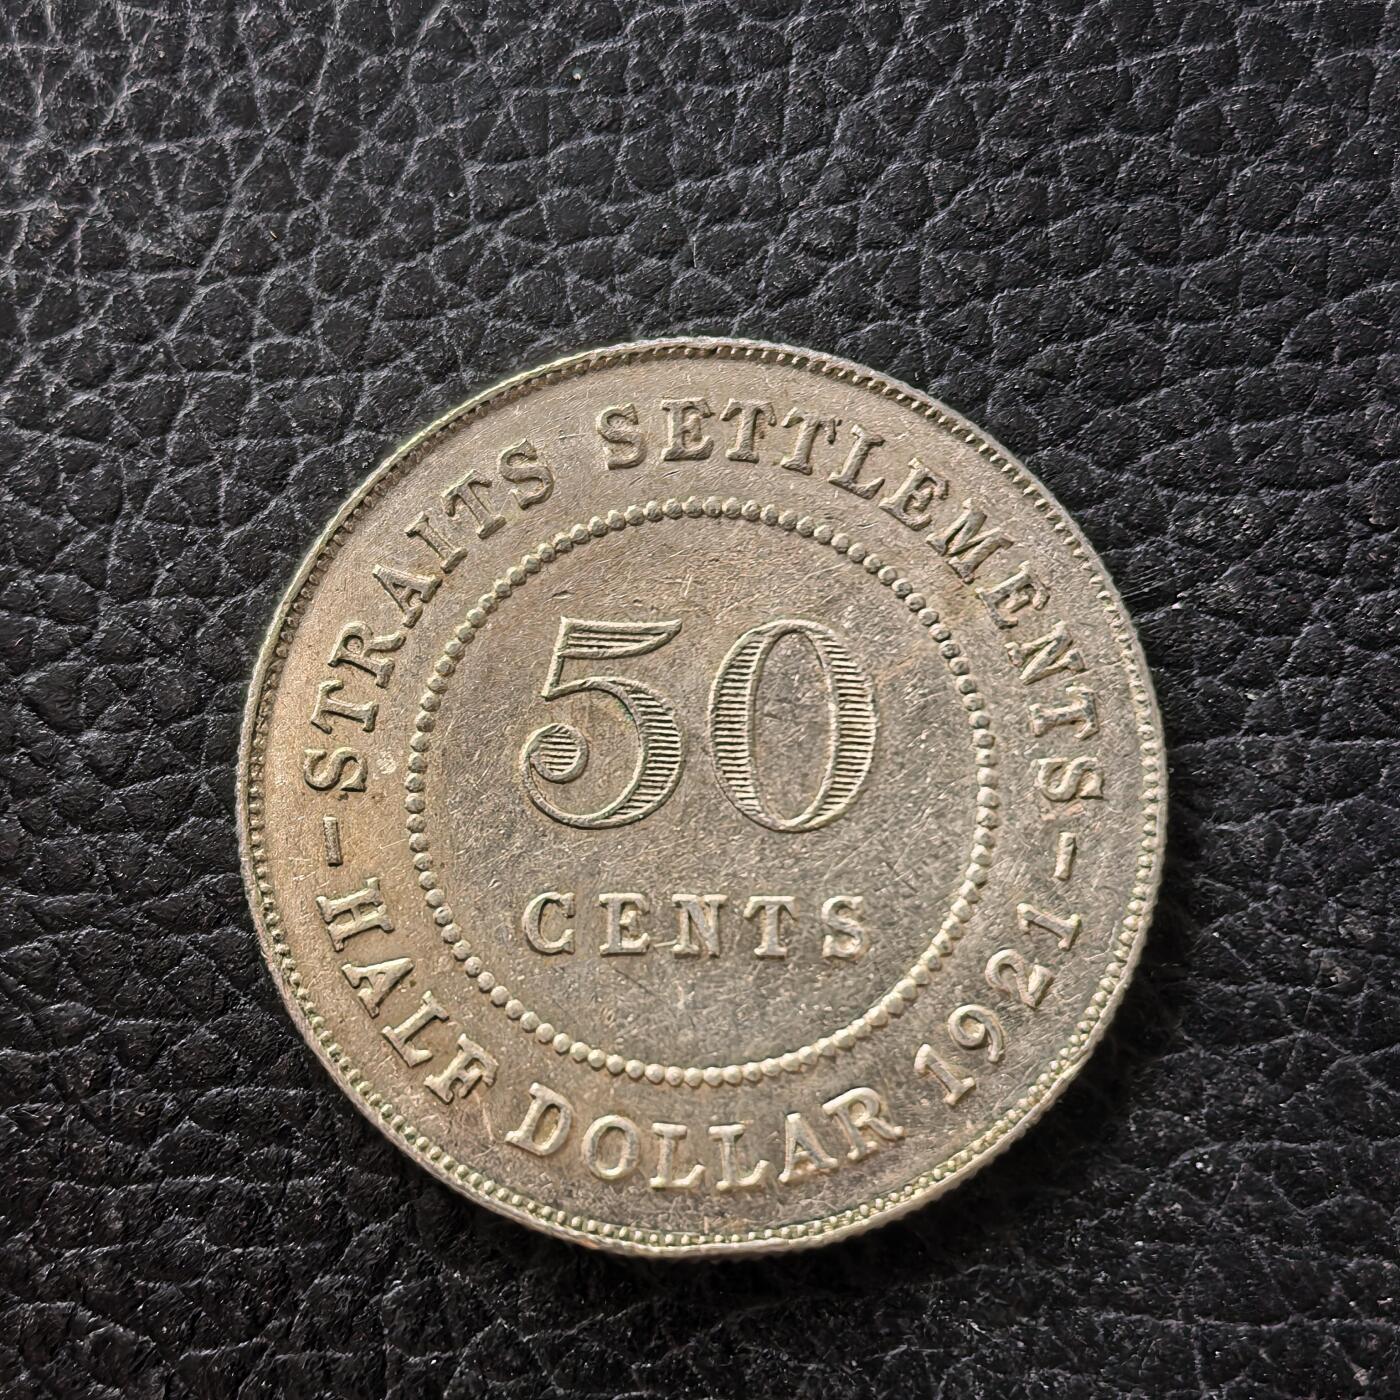 STRAITS SETTLEMENTS
50
CENTS
– HALF DOLLAR 1921 –